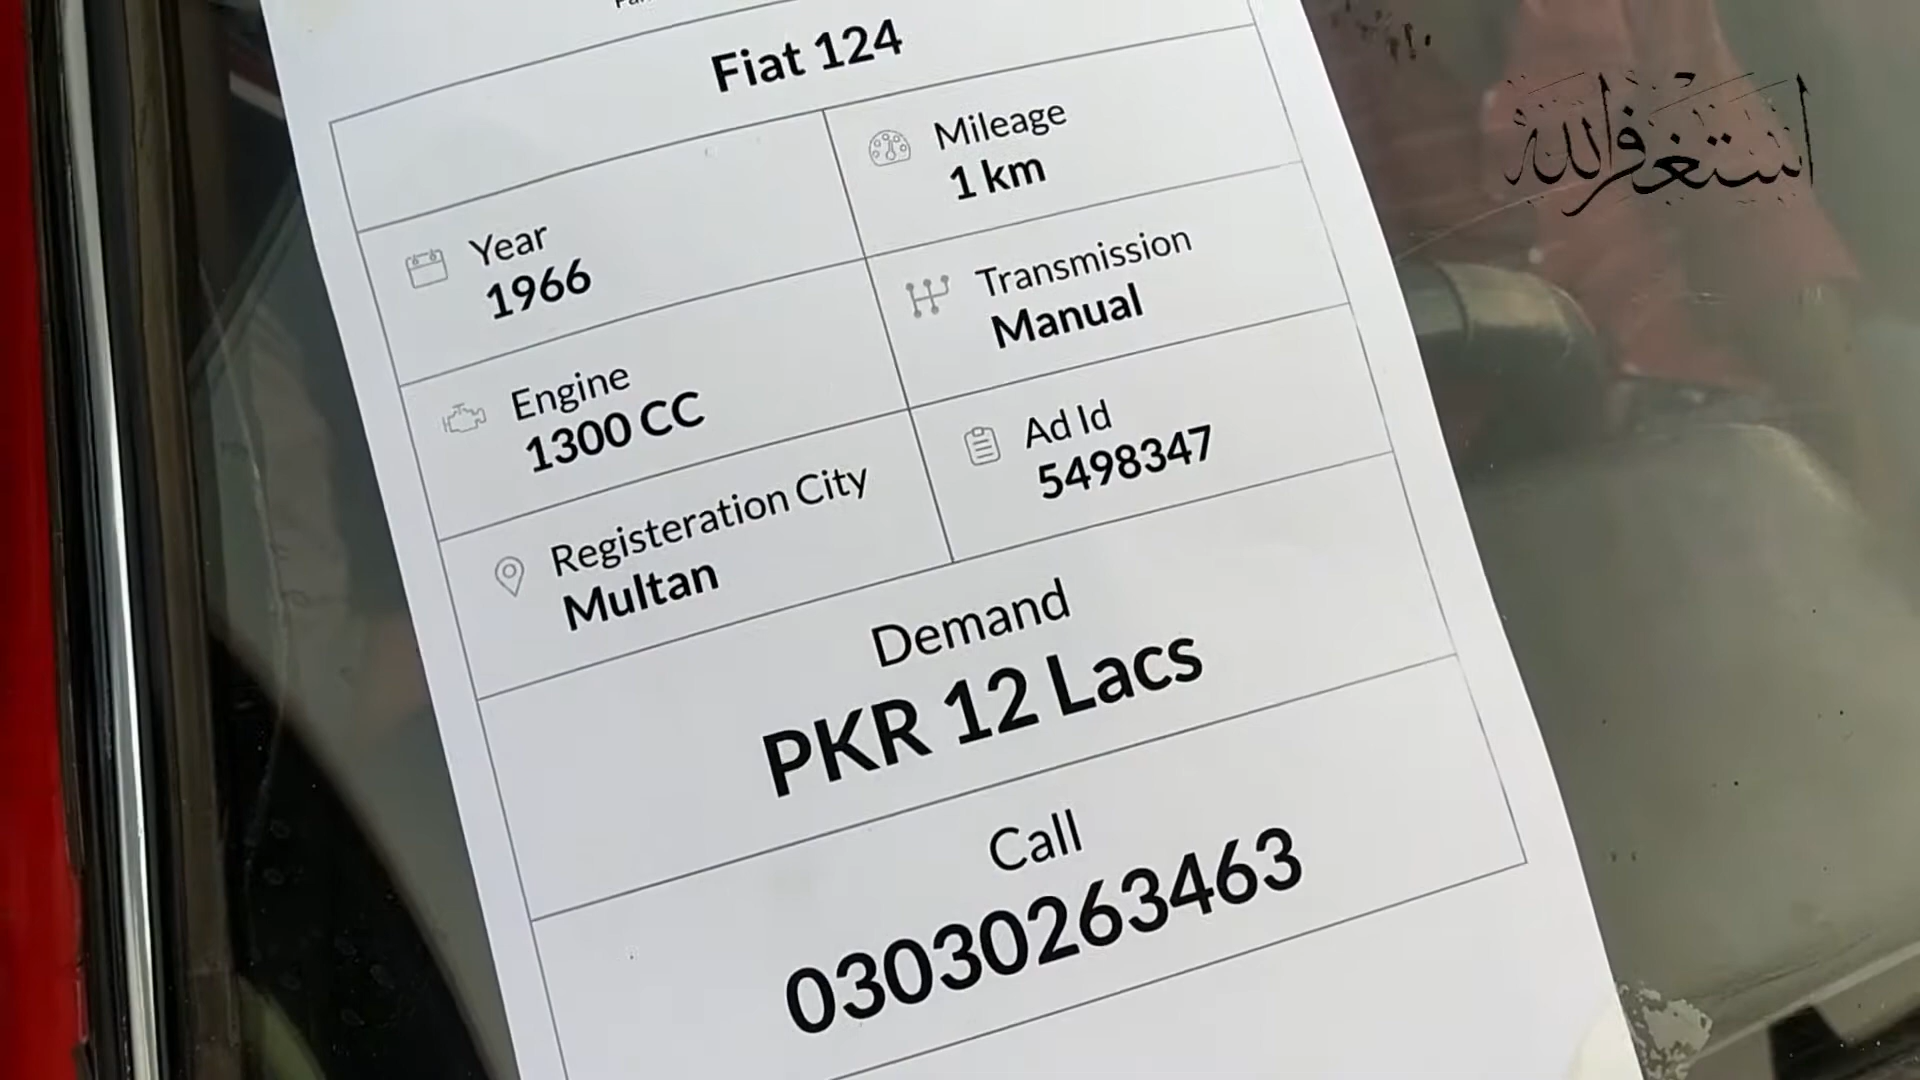 Fiat 124
Mileage
1 km
Year
1966
Transmission
Manual
Engine
1300 CC
Ad Id
5498347
Registeration City
Multan
Demand
PKR 12 Lacs
Call
03030263463
استغفرالله